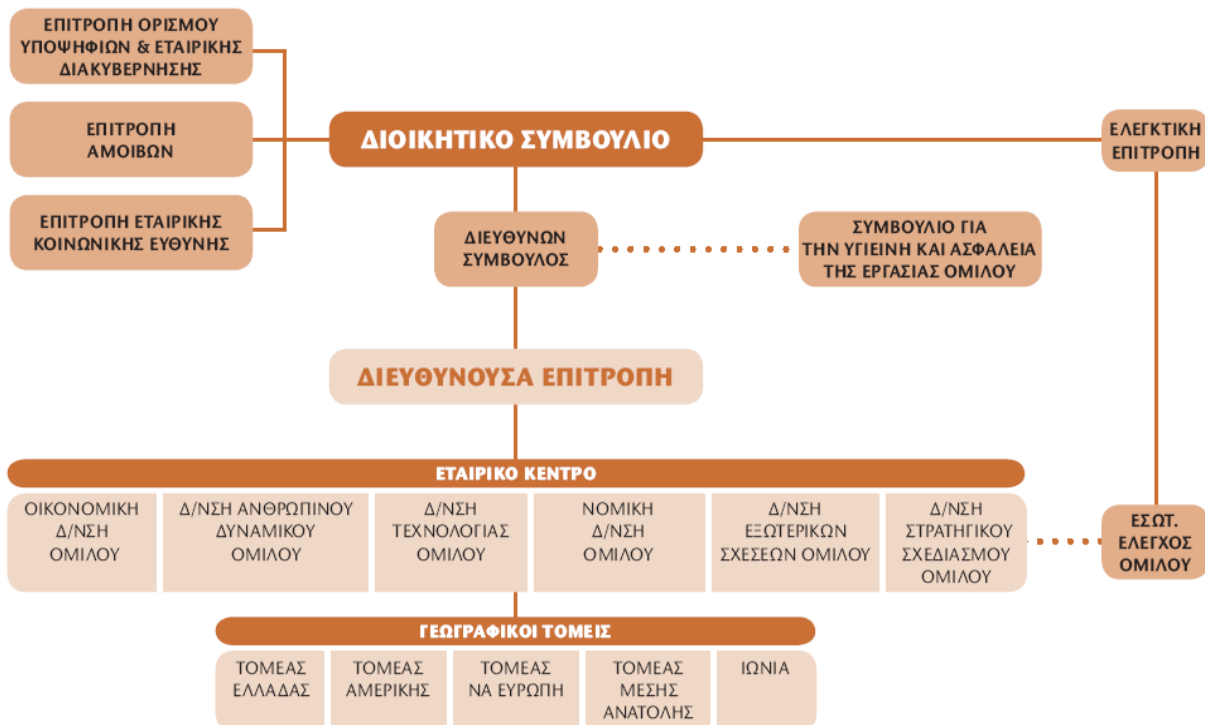 ΕΠΙΤΡΟΠΗ ΟΡΙΣΜΟΥ
ΥΠΟΨΗΦΙΩΝ & ΕΤΑΙΡΙΚΗΣ
ΔΙΑΚΥΒΕΡΝΗΣΗΣ
ΕΠΙΤΡΟΠΗ
ΑΜΟΙΒΩΝ
ΕΠΙΤΡΟΠΗ ΕΤΑΙΡΙΚΗΣ
ΚΟΙΝΩΝΙΚΗΣ ΕΥΘΥΝΗΣ
ΔΙΟΙΚΗΤΙΚΟ ΣΥΜΒΟΥΛΙΟ
ΕΛΕΓΚΤΙΚΗ
ΕΠΙΤΡΟΠΗ
ΔΙΕΥΘΥΝΩΝ
ΣΥΜΒΟΥΛΟΣ
ΣΥΜΒΟΥΛΙΟ ΓΙΑ
ΤΗΝ ΥΓΙΕΙΝΗ ΚΑΙ ΑΣΦΑΛΕΙΑ
ΤΗΣ ΕΡΓΑΣΙΑΣ ΟΜΙΛΟΥ
ΔΙΕΥΘΥΝΟΥΣΑ ΕΠΙΤΡΟΠΗ
ΕΤΑΙΡΙΚΟ ΚΕΝΤΡΟ
ΟΙΚΟΝΟΜΙΚΗ
Δ/ΝΣΗ
ΟΜΙΛΟΥ
Δ/ΝΣΗ ΑΝΘΡΩΠΙΝΟΥ
ΔΥΝΑΜΙΚΟΥ
ΟΜΙΛΟΥ
Δ/ΝΣΗ
ΤΕΧΝΟΛΟΓΙΑΣ
ΟΜΙΛΟΥ
ΝΟΜΙΚΗ
Δ/ΝΣΗ
ΟΜΙΛΟΥ
Δ/ΝΣΗ
ΕΞΩΤΕΡΙΚΩΝ
ΣΧΕΣΕΩΝ ΟΜΙΛΟΥ
Δ/ΝΣΗ
ΣΤΡΑΤΗΓΙΚΟΥ
ΣΧΕΔΙΑΣΜΟΥ
ΟΜΙΛΟΥ
ΕΣΩΤ.
ΕΛΕΓΧΟΣ
ΟΜΙΛΟΥ
ΓΕΩΓΡΑΦΙΚΟΙ ΤΟΜΕΙΣ
ΤΟΜΕΑΣ
ΕΛΛΑΔΑΣ
ΤΟΜΕΑΣ
ΑΜΕΡΙΚΗΣ
ΤΟΜΕΑΣ
ΝΑ ΕΥΡΩΠΗ
ΤΟΜΕΑΣ
ΜΕΣΗΣ
ΑΝΑΤΟΛΗΣ
ΙΩΝΙΑ